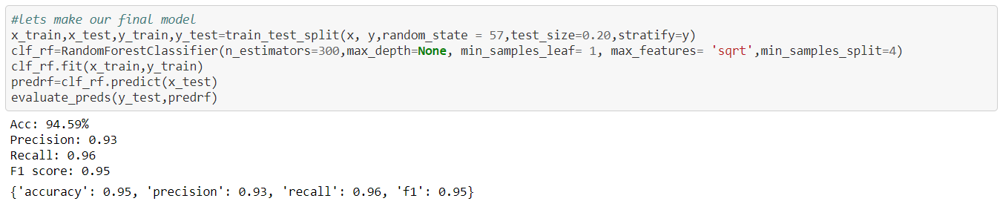 #lets make our final model
x_train,x_test,y_train,y_test=train_test_split(x, y,random_state = 57,test_size=0.20,stratify=y)
clf_rf=RandomForestClassifier(n_estimators=300,max_depth=None, min_samples_leaf= 1, max_features= 'sqrt',min_samples_split=4)
clf_rf.fit(x_train,y_train)
predrf=clf_rf.predict(x_test)
evaluate_preds(y_test,predrf)
Acc: 94.59%
Precision: 0.93
Recall: 0.96
F1 score: 0.95
{'accuracy': 0.95, 'precision': 0.93, 'recall': 0.96, 'f1': 0.95}